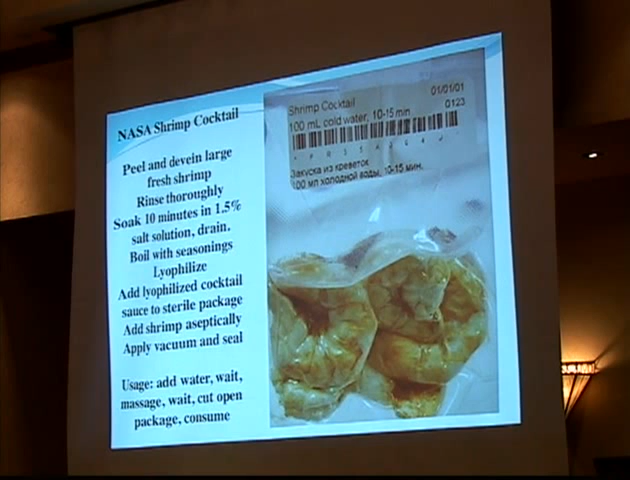 NASA Shrimp Cocktail
Peel and devein large
fresh shrimp
Rinse thoroughly
Soak 10 minutes in 1.5%
salt solution, drain.
Boil with seasonings
Lyophilize
Add lyophilized cocktail
sauce to sterile package
Add shrimp aseptically
Apply vacuum and seal
Usage: add water, wait,
massage, wait, cut open
package, consume
Shrimp Cocktail 01/01/01
100 mL cold water, 10-15 min 0123
Закуска из креветок
100 мл холодной воды, 10-15 мин.